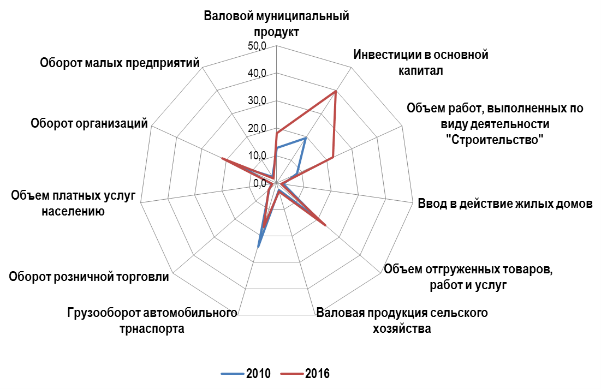 Валовой муниципальный
продукт
50,0
40,0
30,0
20,0
10,0
0,0
Инвестиции в основной
капитал
Объем работ, выполненных по
виду деятельности
"Строительство"
Ввод в действие жилых домов
Объем отгруженных товаров,
работ и услуг
Валовая продукция сельского
хозяйства
Грузооборот автомобильного
трнаспорта
Оборот розничной торговли
Объем платных услуг
населению
Оборот организаций
Оборот малых предприятий
2010
2016